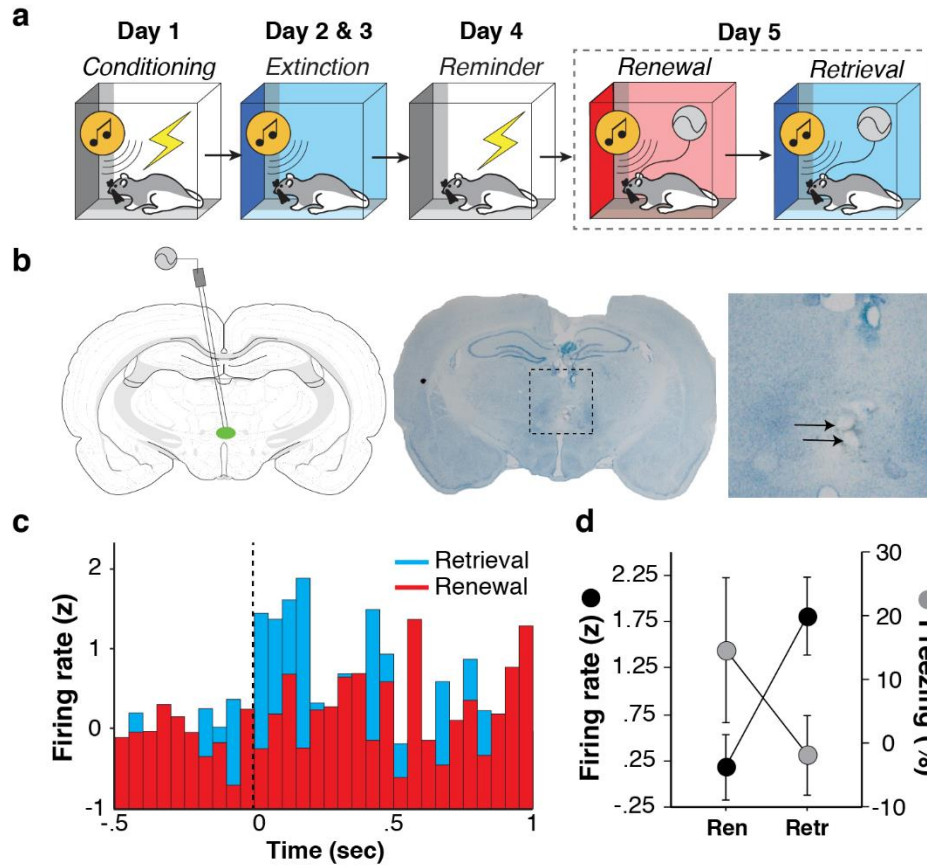 a
Day 1
Day 2 & 3
Day 4
Day 5
Conditioning
Extinction
Reminder
Renewal
Retrieval
b
c
Firing rate (z)
2
1
0
-1
Retrieval
Renewal
-.5
0
.5
1
Time (sec)
d
Firing rate (z)
2.25
1.75
1.25
.75
.25
-.25
30
20
10
0
-10
Ren
Retr